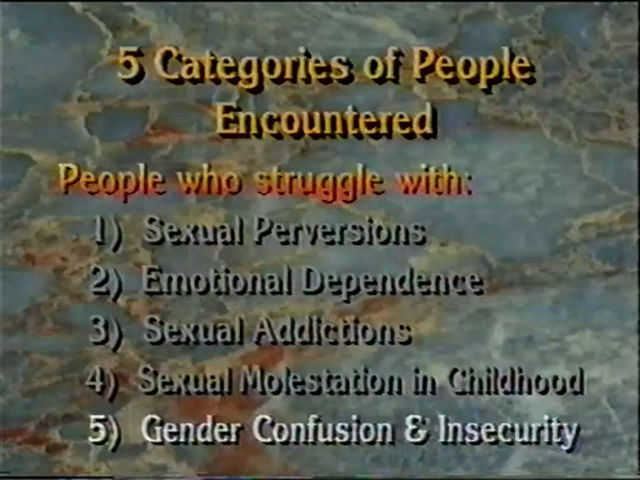 5 Categories of People
Encountered
People who struggle with:
1) Sexual Perversions
2) Emotional Dependence
3) Sexual Addictions
4) Sexual Molestation in Childhood
5) Gender Confusion & Insecurity